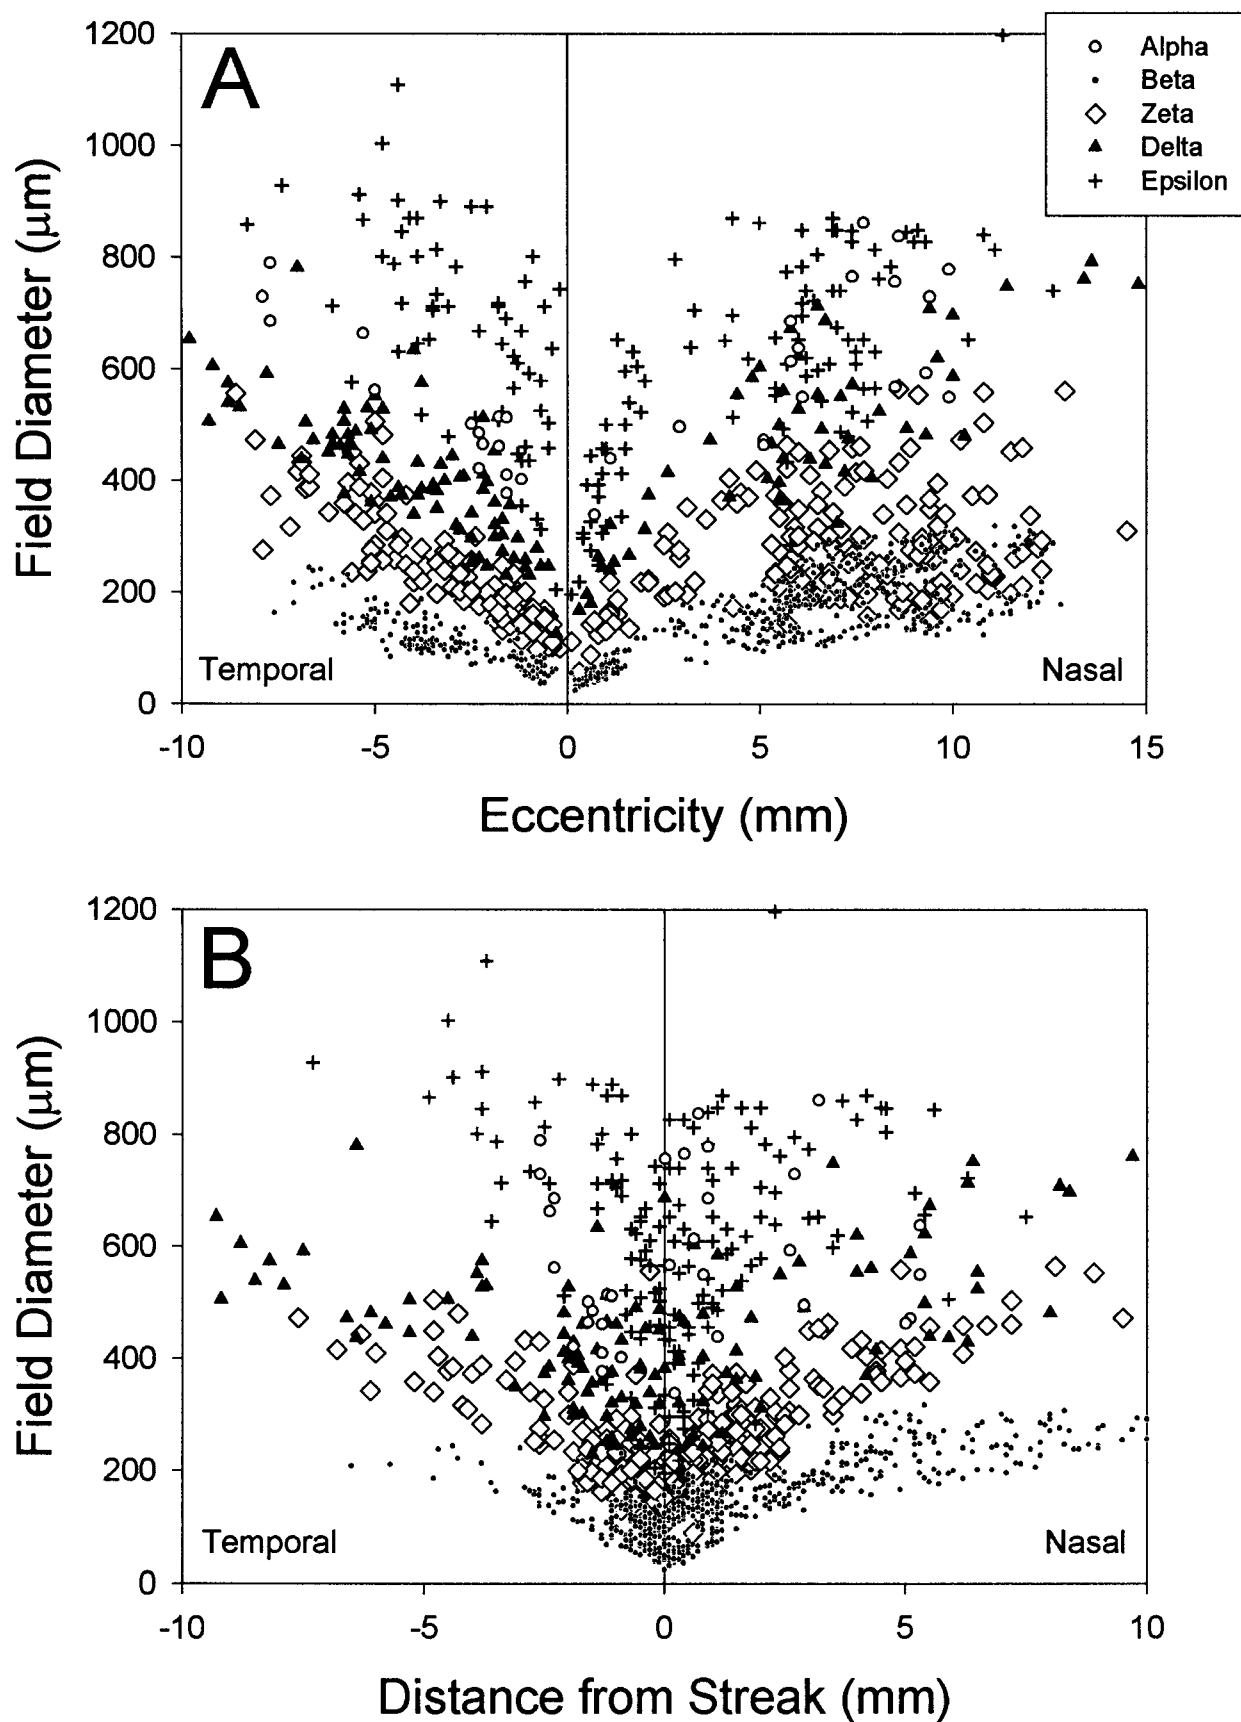 A
1200
1000
800
600
400
200
0
Field Diameter (μm)
Alpha
Beta
Zeta
Delta
Epsilon
Temporal
Nasal
-10
-5
0
5
10
15
Eccentricity (mm)
B
1200
1000
800
600
400
200
0
Field Diameter (μm)
Temporal
Nasal
-10
-5
0
5
10
Distance from Streak (mm)